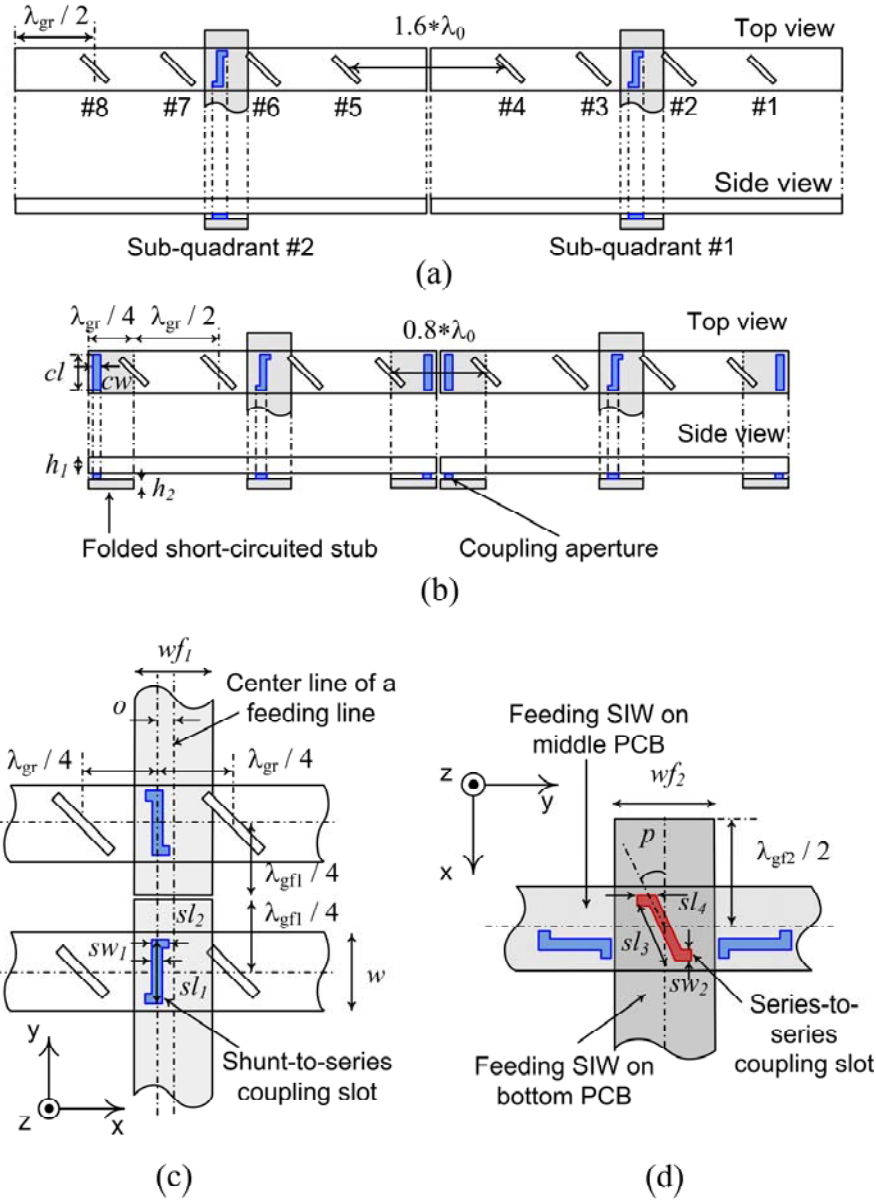 λgr / 2
1.6*λ0
Top view
#8 #7 #6 #5 #4 #3 #2 #1
Side view
Sub-quadrant #2 Sub-quadrant #1
(a)
λgr / 4 λgr / 2 0.8*λ0 Top view
cl cw
Side view
h1
h2
Folded short-circuited stub Coupling aperture
(b)
wf1
Center line of a
feeding line
o
λgr / 4 λgr / 4
λgf1 / 4
λgf1 / 4
sl2
sw1
sl1
w
Shunt-to-series
coupling slot
y
z x
(c)
Feeding SIW on
middle PCB
z y
x
wf2
p
λgf2 / 2
sl4
sl3
sw2
Series-to-
series
coupling slot
Feeding SIW on
bottom PCB
(d)